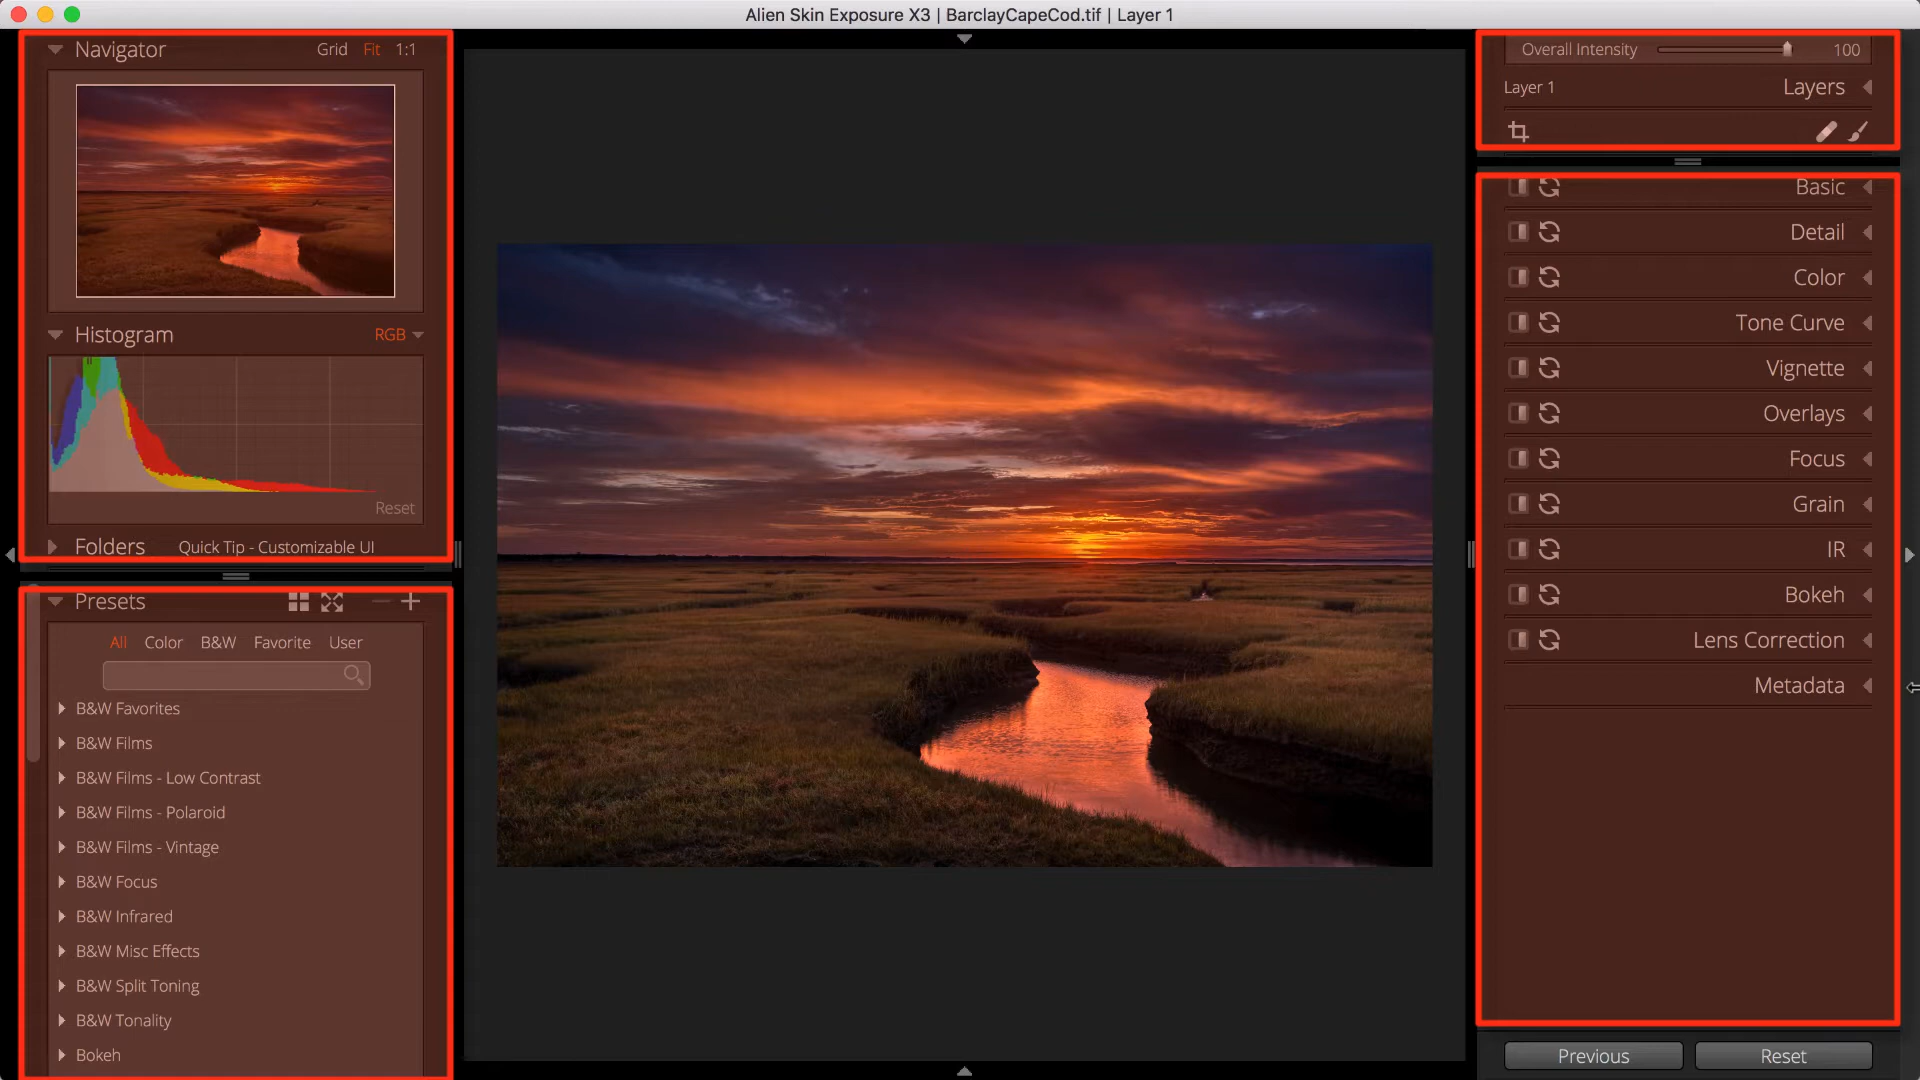 Alien Skin Exposure X3 | BarclayCapeCod.tif | Layer 1
Navigator Grid Fit 1:1
Histogram RGB
Reset
Folders Quick Tip - Customizable UI
Presets
All Color B&W Favorite User
B&W Favorites
B&W Films
B&W Films - Low Contrast
B&W Films - Polaroid
B&W Films - Vintage
B&W Focus
B&W Infrared
B&W Misc Effects
B&W Split Toning
B&W Tonality
Bokeh
Overall Intensity 100
Layer 1 Layers
Basic
Detail
Color
Tone Curve
Vignette
Overlays
Focus
Grain
IR
Bokeh
Lens Correction
Metadata
Previous Reset